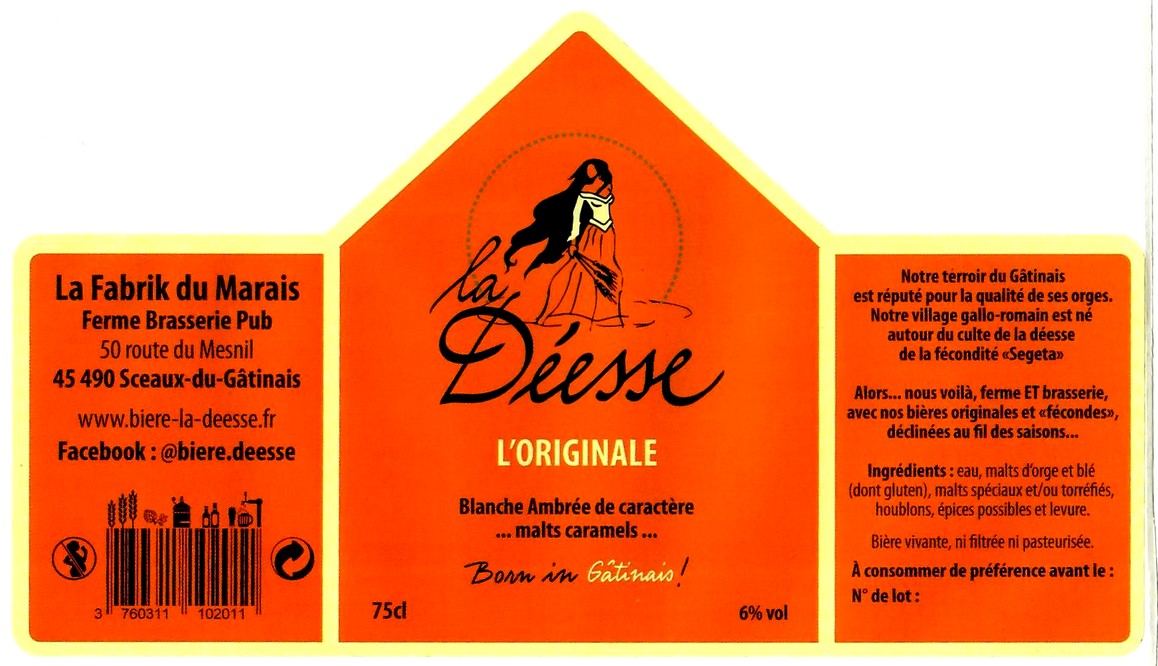 La Fabrik du Marais
Ferme Brasserie Pub
50 route du Mesnil
45 490 Sceaux-du-Gâtinais
www.biere-la-deesse.fr
Facebook : @biere.deesse
3 760311 102011
la
Déesse
L'ORIGINALE
Blanche Ambrée de caractère
... malts caramels ...
Born in Gâtinais!
75cl
6% vol
Notre terroir du Gâtinais
est réputé pour la qualité de ses orges.
Notre village gallo-romain est né
autour du culte de la déesse
de la fécondité «Segeta»
Alors... nous voilà, ferme ET brasserie,
avec nos bières originales et «fécondes»,
déclinées au fil des saisons...
Ingrédients : eau, malts d'orge et blé
(dont gluten), malts spéciaux et/ou torréfiés,
houblons, épices possibles et levure.
Bière vivante, ni filtrée ni pasteurisée.
À consommer de préférence avant le :
N° de lot :